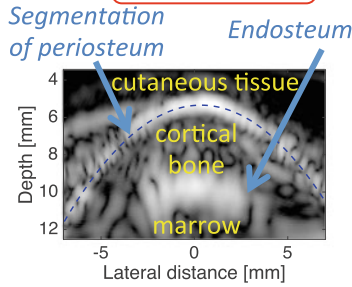 Segmentation
of periosteum
Endosteum
cutaneous tissue
cortical
bone
marrow
Depth [mm]
4
6
8
10
12
-5
0
5
Lateral distance [mm]